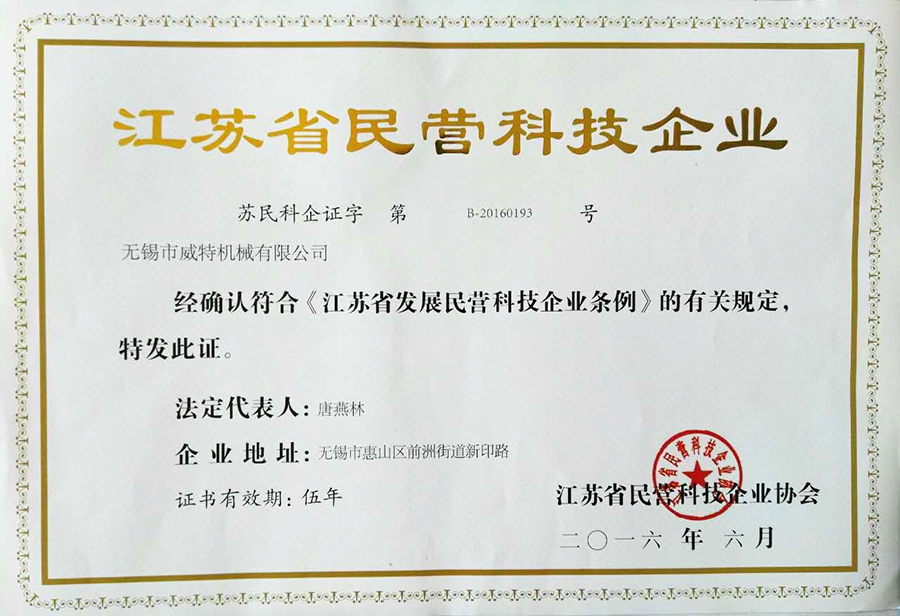 江苏省民营科技企业
苏民科企证字 第 B-20160193 号
无锡市威特机械有限公司
经确认符合《江苏省发展民营科技企业条例》的有关规定，
特发此证。
法定代表人：唐燕林
企业地址：无锡市惠山区前洲街道新印路
证书有效期：伍年
江苏省民营科技企业协会
二〇一六年六月